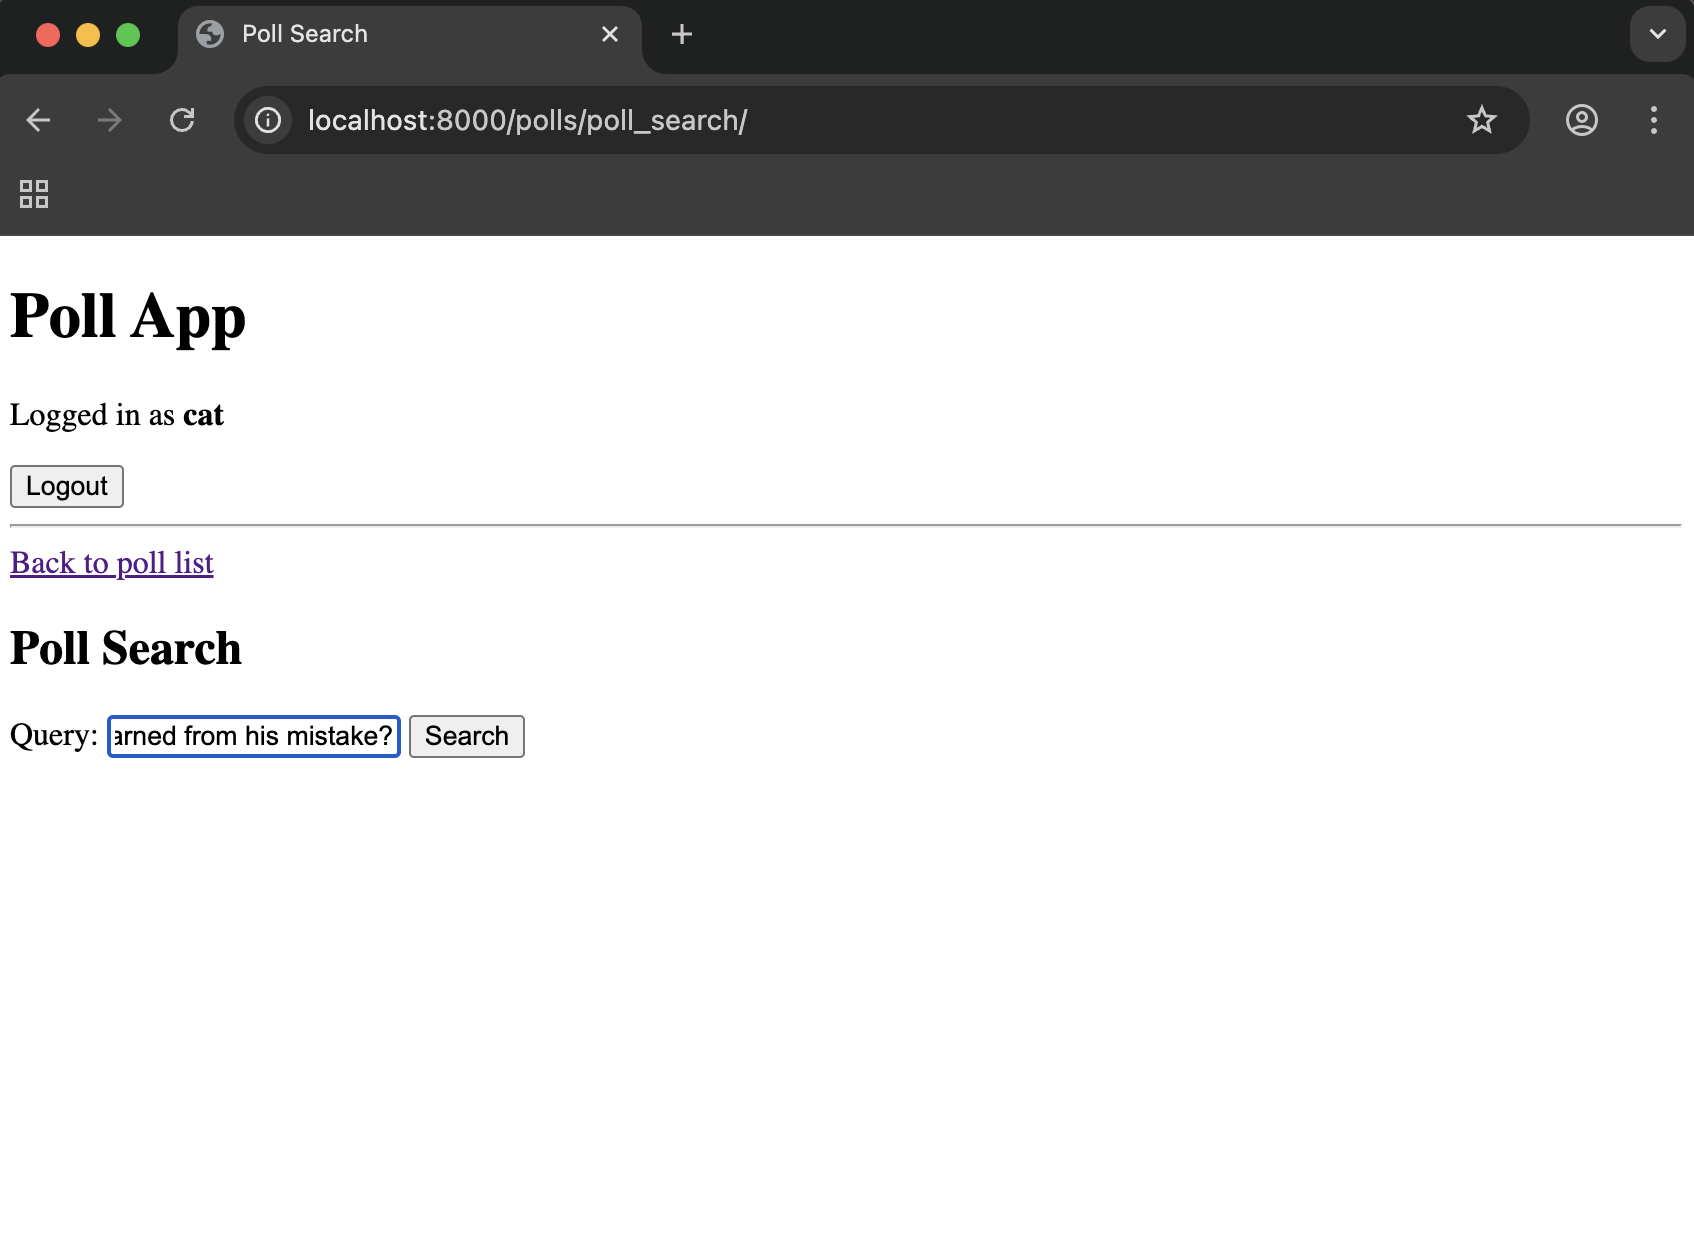 Poll Search
localhost:8000/polls/poll_search/
Poll App
Logged in as cat
Logout
Back to poll list
Poll Search
Query: arned from his mistake? Search